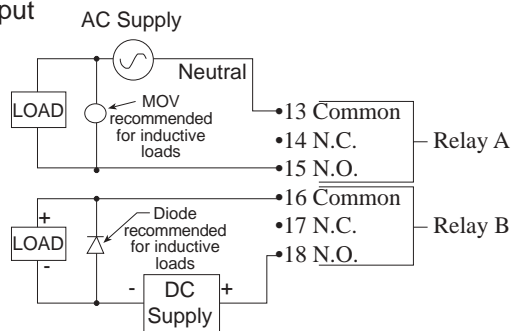 put
AC Supply
Neutral
LOAD
MOV
recommended
for inductive
loads
13 Common
14 N.C.
15 N.O.
Relay A
+
LOAD
-
Diode
recommended
for inductive
loads
- DC +
Supply
16 Common
17 N.C.
18 N.O.
Relay B